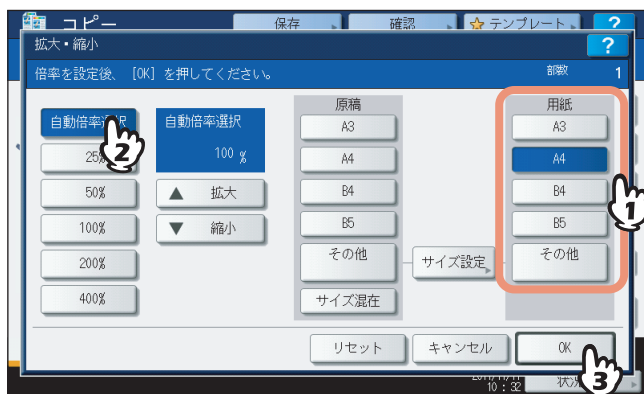 コピー 保存 確認 テンプレート ?
拡大・縮小 ?
倍率を設定後、 [OK] を押してください。 部数 1
自動倍率選択 自動倍率選択 原稿 用紙
A3 A3
25% 100 % A4 A4
50% ▲ 拡大 B4 B4
100% ▼ 縮小 B5 B5
200% その他 サイズ設定 その他
400% サイズ混在
リセット キャンセル OK
10:32 状況
1
2
3